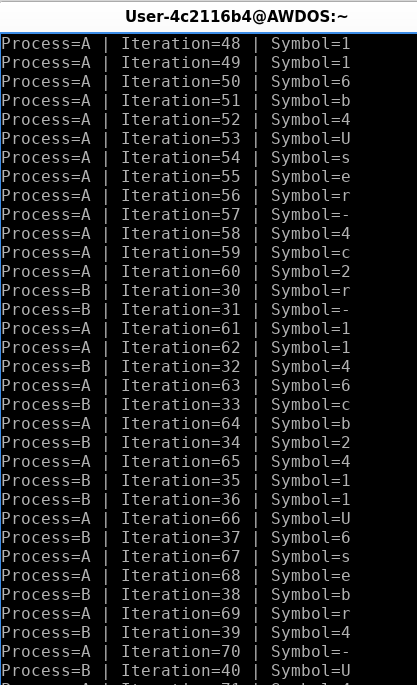 User-4c2116b4@AWDOS:~
Process=A | Iteration=48 | Symbol=1
Process=A | Iteration=49 | Symbol=1
Process=A | Iteration=50 | Symbol=6
Process=A | Iteration=51 | Symbol=b
Process=A | Iteration=52 | Symbol=4
Process=A | Iteration=53 | Symbol=U
Process=A | Iteration=54 | Symbol=s
Process=A | Iteration=55 | Symbol=e
Process=A | Iteration=56 | Symbol=r
Process=A | Iteration=57 | Symbol=-
Process=A | Iteration=58 | Symbol=4
Process=A | Iteration=59 | Symbol=c
Process=A | Iteration=60 | Symbol=2
Process=B | Iteration=30 | Symbol=r
Process=B | Iteration=31 | Symbol=-
Process=A | Iteration=61 | Symbol=1
Process=A | Iteration=62 | Symbol=1
Process=B | Iteration=32 | Symbol=4
Process=A | Iteration=63 | Symbol=6
Process=B | Iteration=33 | Symbol=c
Process=A | Iteration=64 | Symbol=b
Process=B | Iteration=34 | Symbol=2
Process=A | Iteration=65 | Symbol=4
Process=B | Iteration=35 | Symbol=1
Process=B | Iteration=36 | Symbol=1
Process=A | Iteration=66 | Symbol=U
Process=B | Iteration=37 | Symbol=6
Process=A | Iteration=67 | Symbol=s
Process=A | Iteration=68 | Symbol=e
Process=B | Iteration=38 | Symbol=b
Process=A | Iteration=69 | Symbol=r
Process=B | Iteration=39 | Symbol=4
Process=A | Iteration=70 | Symbol=-
Process=B | Iteration=40 | Symbol=U